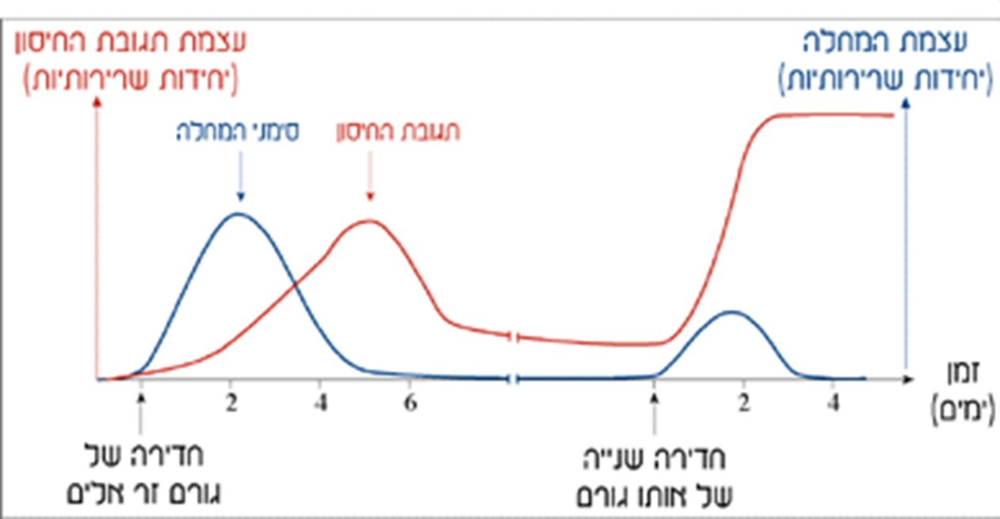 עצמת תגובת החיסון
(יחידות שרירותיות)
עצמת המחלה
(יחידות שרירותיות)
סימני המחלה
תגובת החיסון
2
4
6
2
4
זמן
(ימים)
חדירה של
גורם זר אלים
חדירה שנייה
של אותו גורם